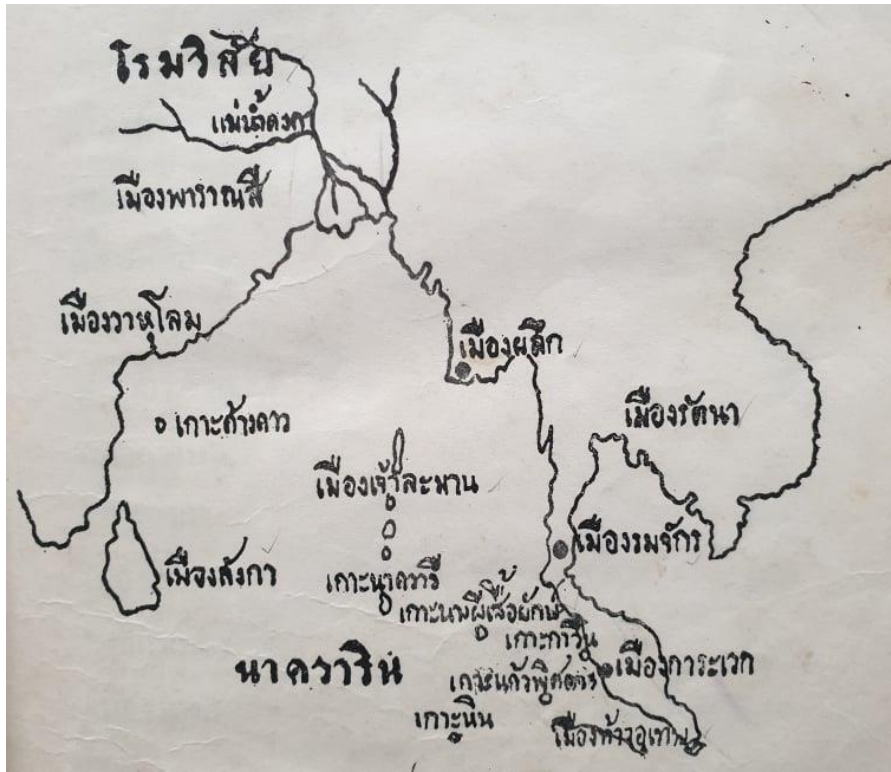 โรมวิสัย
แม่น้ำคงคา
เมืองพาราณสี
เมืองวาหุโลม
เมืองผลึก
เกาะค้างคาว
เมืองรัตนา
เมืองเจ้าละมาน
เมืองรมจักร
เมืองลังกา
เกาะนาควารี
เกาะนางผีเสื้อยักษ์
เกาะกาวิน
นาควาริน
เมืองการะเวก
เกาะแก้วพิศดาร
เกาะนิน
เมืองท้าวอูเทน